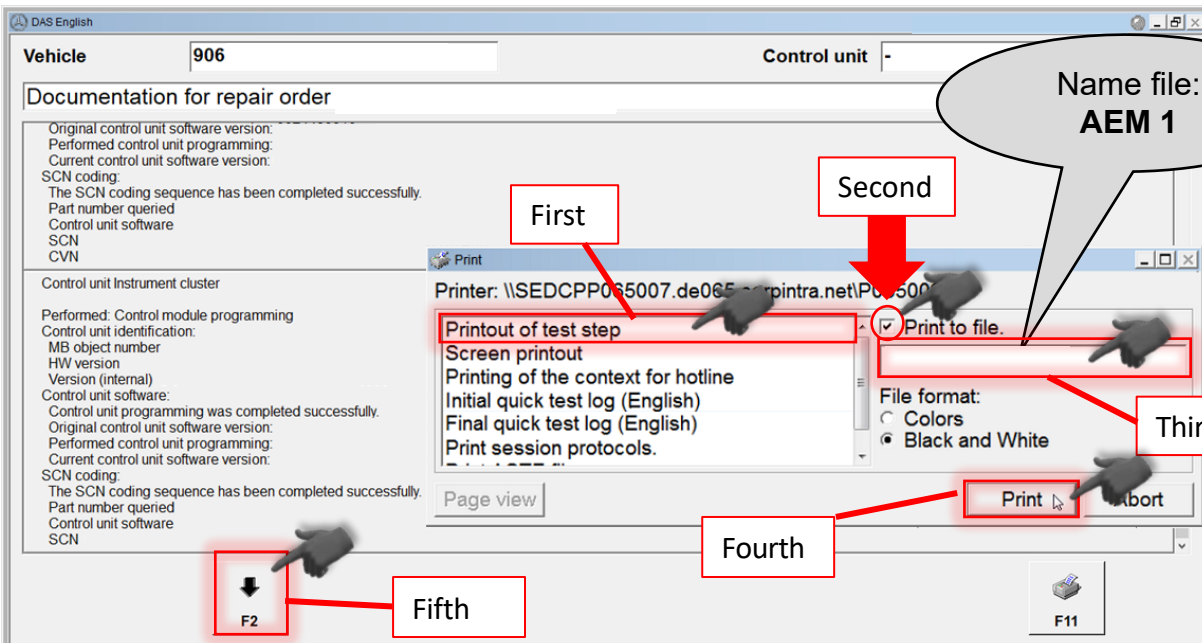 DAS English
Vehicle 906 Control unit -
Name file:
AEM 1
Documentation for repair order
Original control unit software version:
Performed control unit programming:
Current control unit software version:
SCN coding:
The SCN coding sequence has been completed successfully.
Part number queried
Control unit software
SCN
CVN
First
Second
Control unit Instrument cluster
Performed: Control module programming
Control unit identification:
MB object number
HW version
Version (internal)
Control unit software:
Control unit programming was completed successfully.
Original control unit software version:
Performed control unit programming:
Current control unit software version:
SCN coding:
The SCN coding sequence has been completed successfully.
Part number queried
Control unit software
SCN
Print
Printer: \\SEDCPP065007.de065
Printout of test step
Screen printout
Printing of the context for hotline
Initial quick test log (English)
Final quick test log (English)
Print session protocols.
Print to file.
File format:
Colors
Black and White
Thir
Page view
Print
Abort
Fourth
Fifth
F2
F11